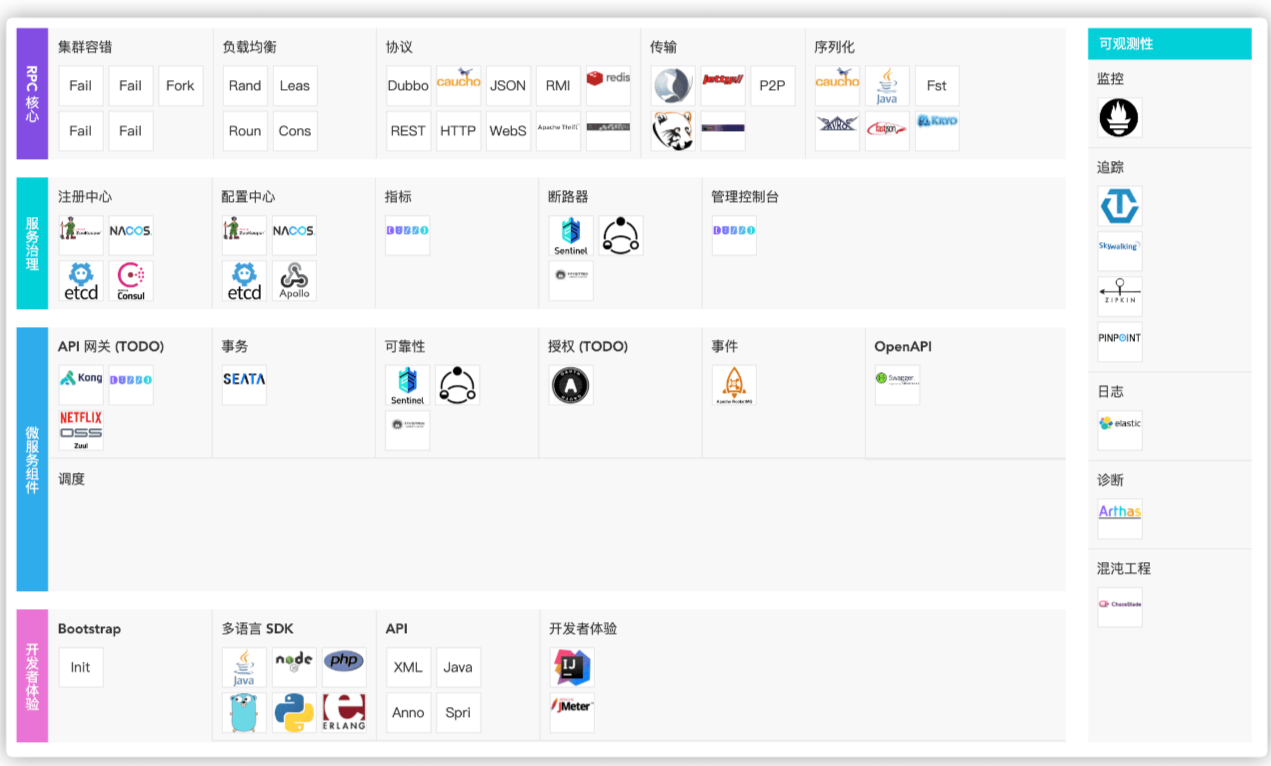 RPC 核心
集群容错
Fail
Fail
Fork
Fail
Fail
负载均衡
Rand
Leas
Roun
Cons
协议
Dubbo
caucho
JSON
RMI
redis
REST
HTTP
WebS
Apache Thrift
传输
Jetty://
P2P
序列化
caucho
Java
Fst
AVRO
fastjson
KRYO
服务治理
注册中心
ZooKeeper
NACOS.
etcd
Consul
配置中心
ZooKeeper
NACOS.
etcd
Apollo
指标
DUBBO
断路器
Sentinel
HYSTRIX
管理控制台
DUBBO
微服务组件
API 网关 (TODO)
Kong
DUBBO
NETFLIX
OSS
Zuul
事务
SEATA
可靠性
Sentinel
HYSTRIX
授权 (TODO)
事件
Apache RocketMQ
OpenAPI
Swagger
调度
开发者体验
Bootstrap
Init
多语言 SDK
Java
node
php
ERLANG
API
XML
Java
Anno
Spri
开发者体验
IJ
JMeter
可观测性
监控
追踪
Skywalking
ZIPKIN
PINPOINT
日志
elastic
诊断
Arthas
混沌工程
ChaosBlade